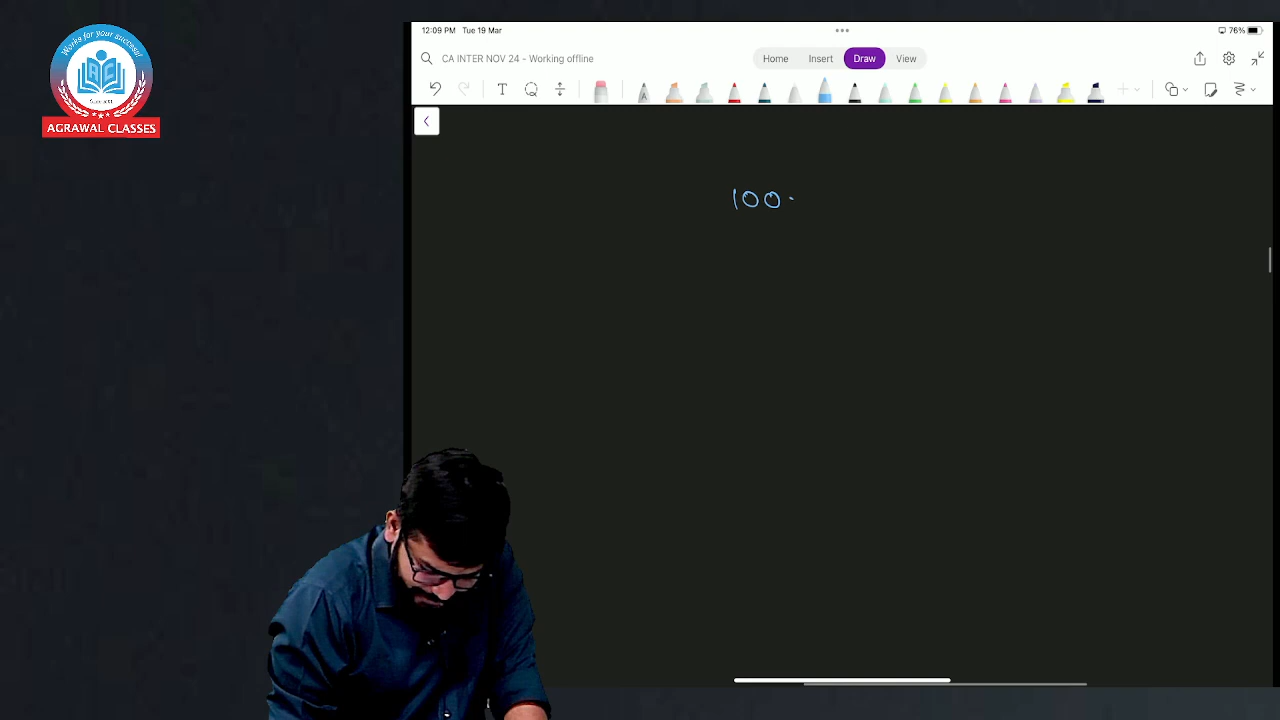 12:09 PM Tue 19 Mar
76%
CA INTER NOV 24 - Working offline
Home Insert Draw View
T
A
100.
Works for your success!
AC
AGRAWAL CLASSES